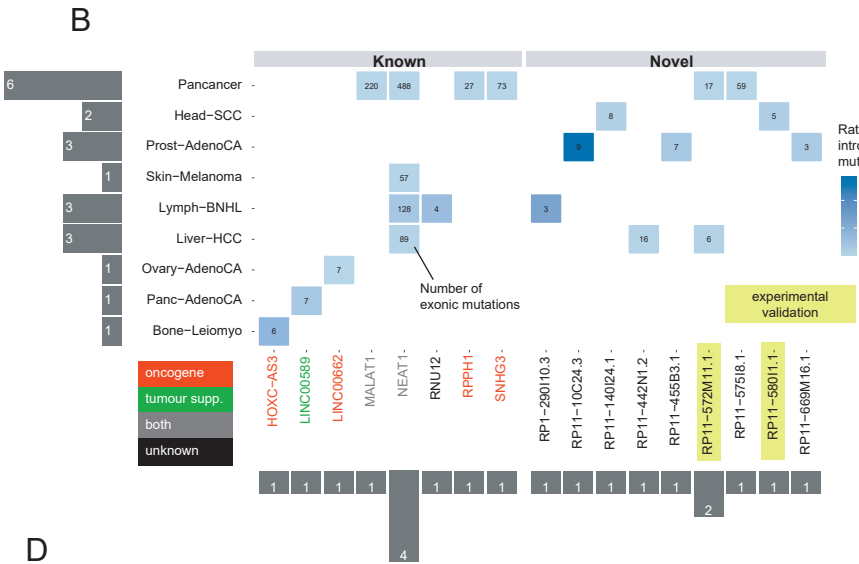 B
Known Novel
6 Pancancer - 220 488 27 73 17 59
2 Head−SCC - 8 5
3 Prost−AdenoCA - 9 7 3
Rat
intro
mut
1 Skin−Melanoma - 57
3 Lymph−BNHL - 128 4 3
3 Liver−HCC - 89 16 6
1 Ovary−AdenoCA - 7
Number of
exonic mutations
1 Panc−AdenoCA - 7
experimental
validation
1 Bone−Leiomyo - 6
oncogene
tumour supp.
both
unknown
HOXC−AS3 -
LINC00589 -
LINC00662 -
MALAT1 -
NEAT1 -
RNU12 -
RPPH1 -
SNHG3 -
RP1−290I10.3 -
RP11−10C24.3 -
RP11−140I24.1 -
RP11−442N1.2 -
RP11−455B3.1 -
RP11−572M11.1 -
RP11−575I8.1 -
RP11−580I1.1 -
RP11−669M16.1 -
1 1 1 1 4 1 1 1 1 1 1 1 1 2 1 1 1
D